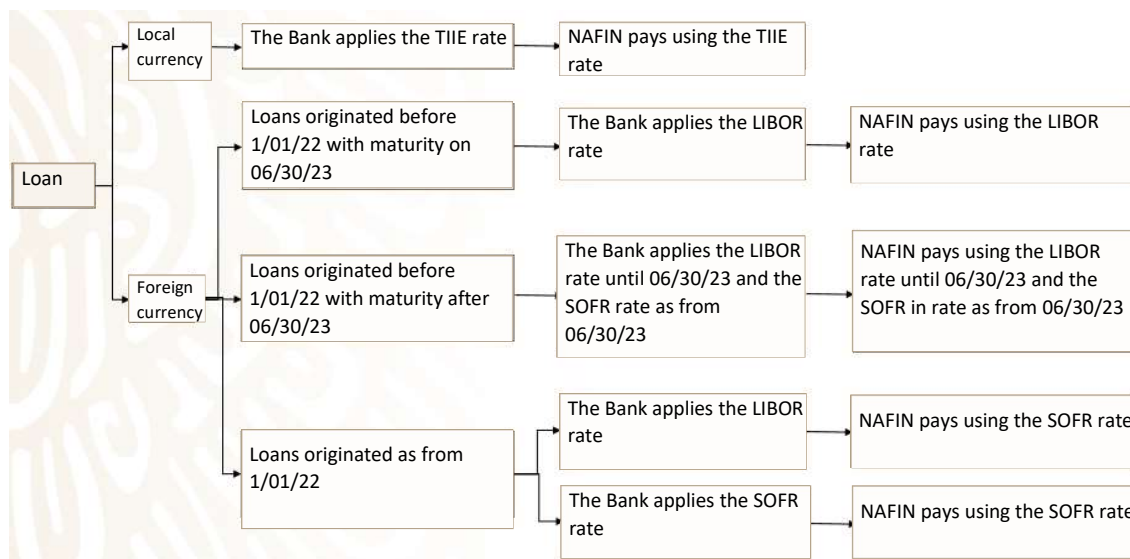 Loan
Local
currency
The Bank applies the TIIE rate
NAFIN pays using the TIIE
rate
Loans originated before
1/01/22 with maturity on
06/30/23
The Bank applies the LIBOR
rate
NAFIN pays using the LIBOR
rate
Foreign
currency
Loans originated before
1/01/22 with maturity after
06/30/23
The Bank applies the LIBOR
rate until 06/30/23 and the
SOFR rate as from
06/30/23
NAFIN pays using the LIBOR
rate until 06/30/23 and the
SOFR in rate as from 06/30/23
Loans originated as from
1/01/22
The Bank applies the LIBOR
rate
NAFIN pays using the SOFR rate
The Bank applies the SOFR
rate
NAFIN pays using the SOFR rate